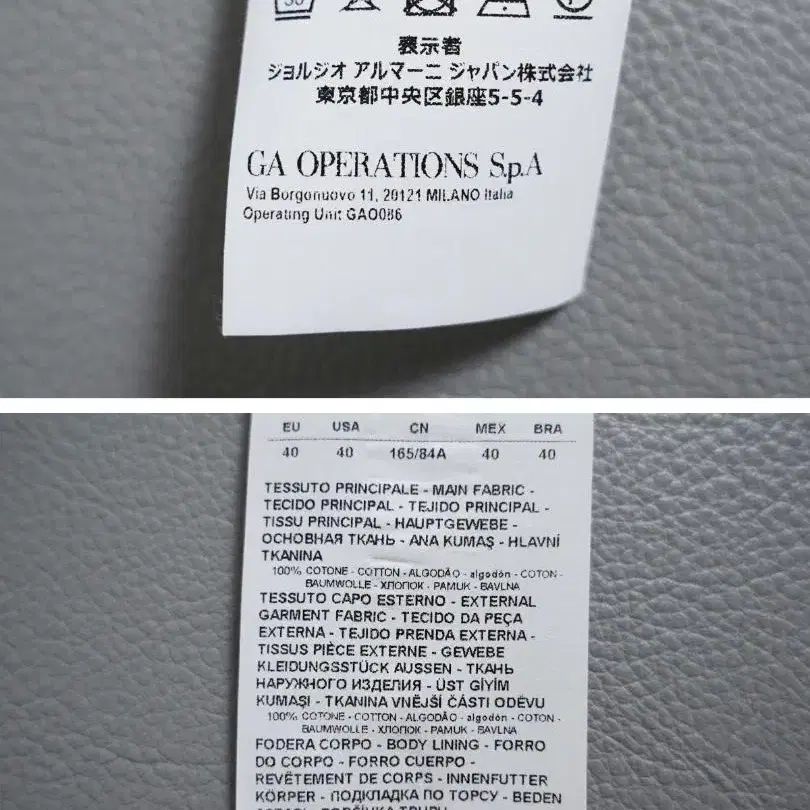 表示者
ジョルジオ アルマーニ ジャパン株式会社
東京都中央区銀座5-5-4
GA OPERATIONS S.p.A
Via Borgonuovo 11, 20121 MILANO Italia
Operating Unit GAO086
EU USA CN MEX BRA
40 40 165/84A 40 40
TESSUTO PRINCIPALE - MAIN FABRIC -
TECIDO PRINCIPAL - TEJIDO PRINCIPAL -
TISSU PRINCIPAL - HAUPTGEWEBE -
ОСНОВНАЯ ТКАНЬ - ANA KUMAŞ - HLAVNÍ
TKANINA
100% COTONE - COTTON - ALGODÃO - algodón - COTON -
BAUMWOLLE - ХЛОПОК - PAMUK - BAVLNA
TESSUTO CAPO ESTERNO - EXTERNAL
GARMENT FABRIC - TECIDO DA PEÇA
EXTERNA - TEJIDO PRENDA EXTERNA -
TISSUS PIÈCE EXTERNE - GEWEBE
KLEIDUNGSSTÜCK AUSSEN - ТКАНЬ
НАРУЖНОГО ИЗДЕЛИЯ - ÜST GİYİM
KUMAŞI - TKANINA VNĚJŠÍ ČÁSTI ODĚVU
100% COTONE - COTTON - ALGODÃO - algodón - COTON -
BAUMWOLLE - ХЛОПОК - PAMUK - BAVLNA
FODERA CORPO - BODY LINING - FORRO
DO CORPO - FORRO CUERPO -
REVÊTEMENT DE CORPS - INNENFUTTER
KÖRPER - ПОДКЛАДКА ПО ТОРСУ - BEDEN